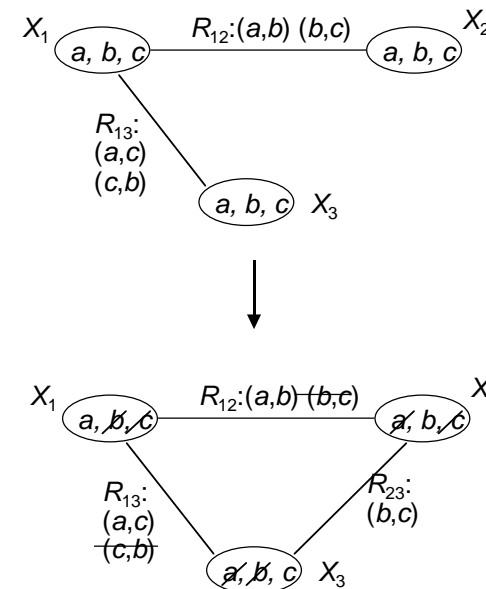 X₁ R₁₂:(a,b) (b,c) X₂
a, b, c a, b, c
R₁₃:
(a,c)
(c,b)
a, b, c X₃
X₁ R₁₂:(a,b) (b,c) X
a, b, c a, b, c
R₁₃: R₂₃:
(a,c) (b,c)
(c,b)
a, b, c X₃